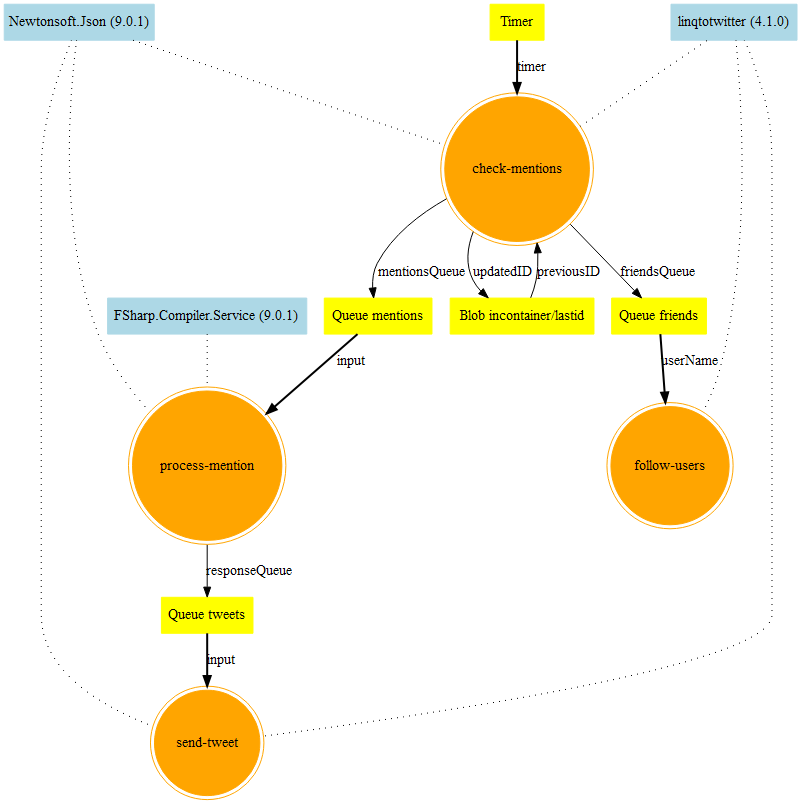 Newtonsoft.Json (9.0.1)
Timer
linqtotwitter (4.1.0)
timer
check-mentions
mentionsQueue
updatedID
previousID
friendsQueue
FSharp.Compiler.Service (9.0.1)
Queue mentions
Blob incontainer/lastid
Queue friends
input
userName
process-mention
follow-users
responseQueue
Queue tweets
input
send-tweet